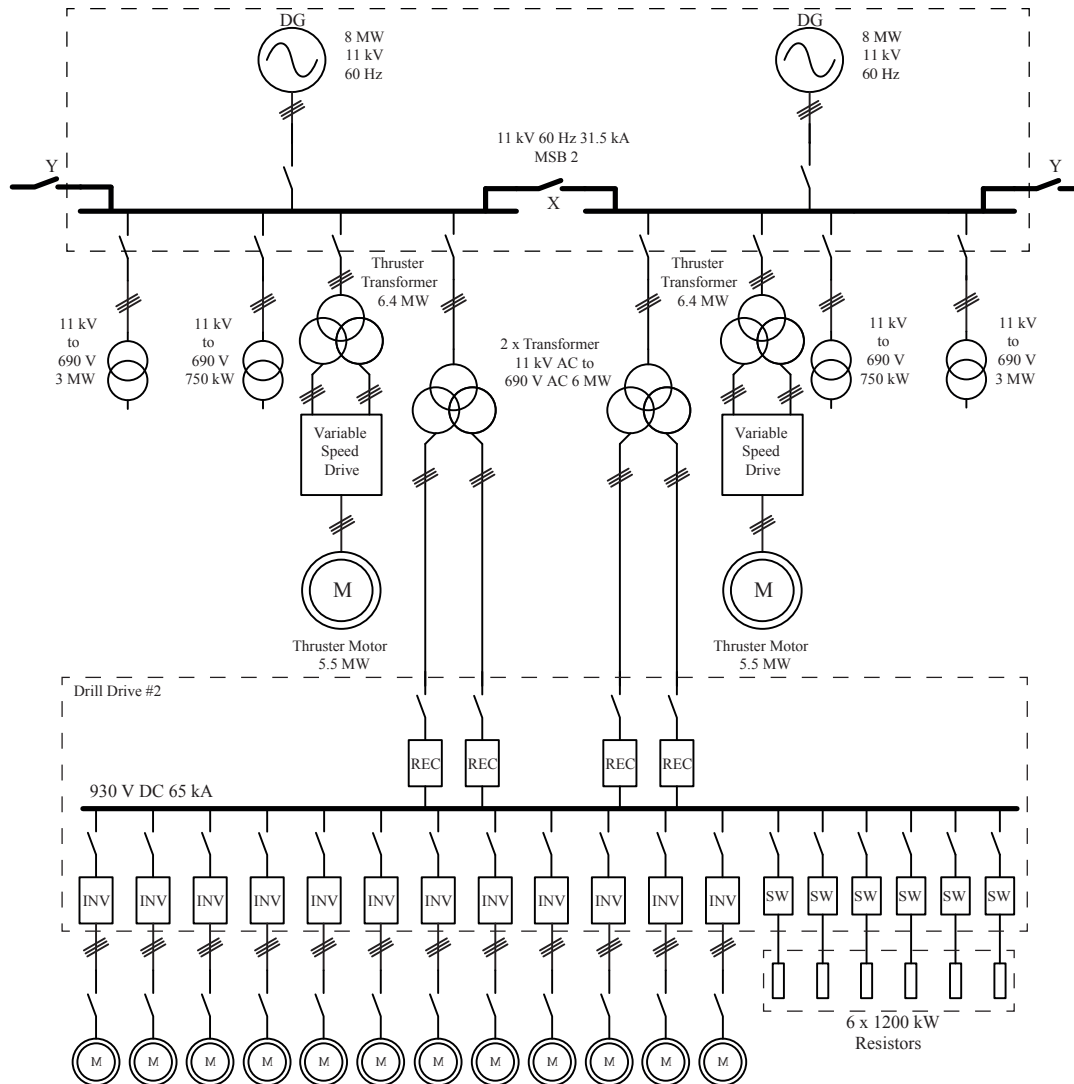 DG
8 MW
11 kV
60 Hz
DG
8 MW
11 kV
60 Hz
11 kV 60 Hz 31.5 kA
MSB 2
Y
X
Y
Thruster
Transformer
6.4 MW
Thruster
Transformer
6.4 MW
11 kV
to
690 V
3 MW
11 kV
to
690 V
750 kW
2 x Transformer
11 kV AC to
690 V AC 6 MW
11 kV
to
690 V
750 kW
11 kV
to
690 V
3 MW
Variable
Speed
Drive
Variable
Speed
Drive
M
M
Thruster Motor
5.5 MW
Thruster Motor
5.5 MW
Drill Drive #2
REC
REC
REC
REC
930 V DC 65 kA
INV
INV
INV
INV
INV
INV
INV
INV
INV
INV
INV
INV
SW
SW
SW
SW
SW
SW
6 x 1200 kW
Resistors
M
M
M
M
M
M
M
M
M
M
M
M